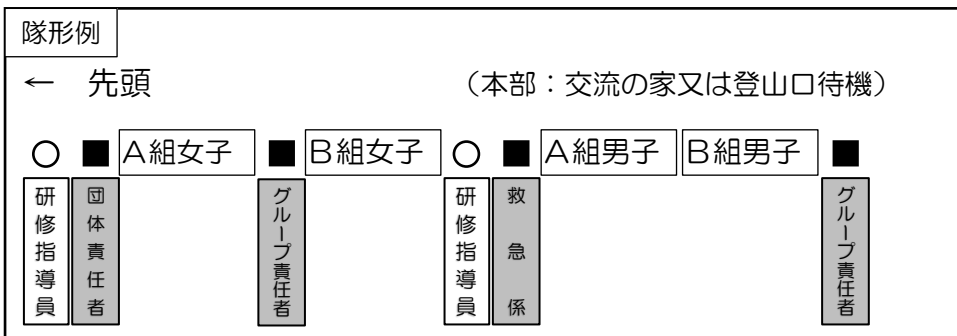 隊形例
← 先頭
（本部：交流の家又は登山口待機）
○ ■ A組女子 ■ B組女子 ○ ■ A組男子 B組男子 ■
研修指導員
団体責任者
グループ責任者
研修指導員
救急係
グループ責任者